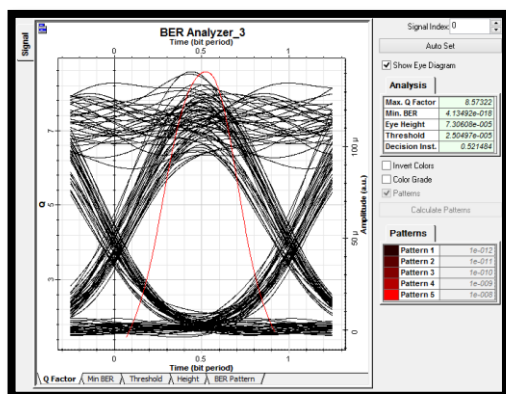 Signal
BER Analyzer_3
Time (bit period)
0 0.5 1
Q
7
5
3
Amplitude (a.u.)
100 µ
50 µ
0
0 0.5 1
Time (bit period)
Q Factor Min BER Threshold Height BER Pattern
Signal Index: 0
Auto Set
Show Eye Diagram
Analysis
Max. Q Factor 8.57322
Min. BER 4.13492e-018
Eye Height 7.30608e-005
Threshold 2.50497e-005
Decision Inst. 0.521484
Invert Colors
Color Grade
Patterns
Calculate Patterns
Patterns
Pattern 1 1e-012
Pattern 2 1e-011
Pattern 3 1e-010
Pattern 4 1e-009
Pattern 5 1e-008